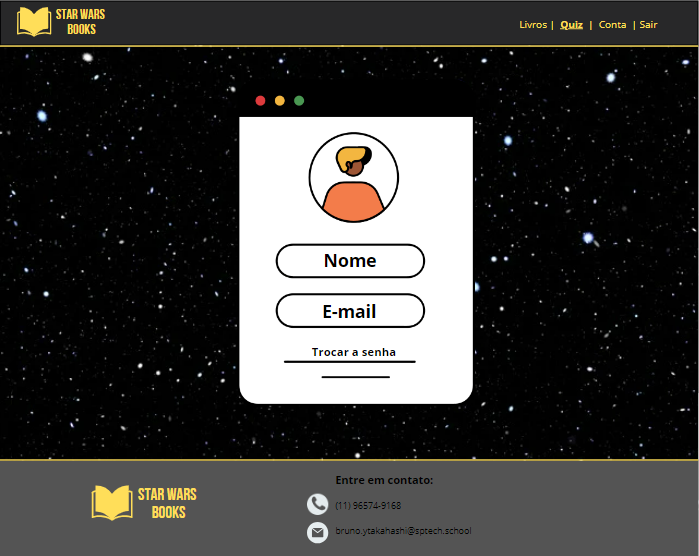 STAR WARS
BOOKS
Livros | Quiz | Conta | Sair
Nome
E-mail
Trocar a senha
STAR WARS
BOOKS
Entre em contato:
(11) 96574-9168
bruno.ytakahashi@sptech.school